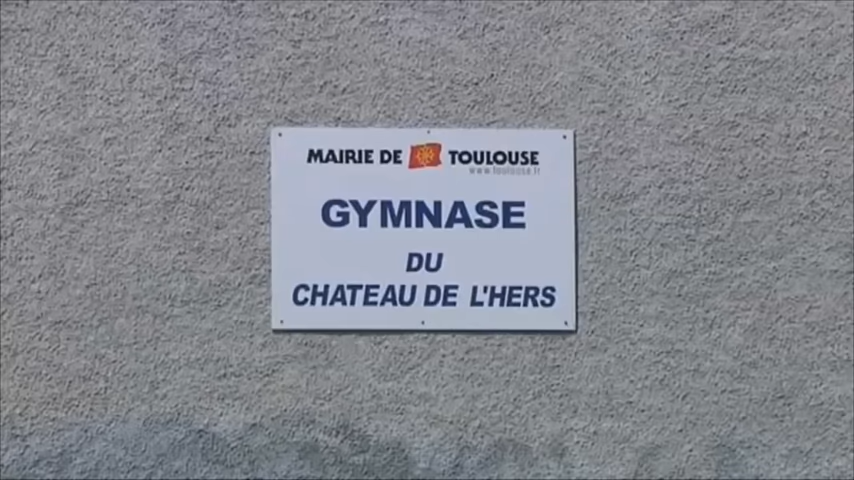 MAIRIE DE TOULOUSE
www.toulouse.fr
GYMNASE
DU
CHATEAU DE L'HERS